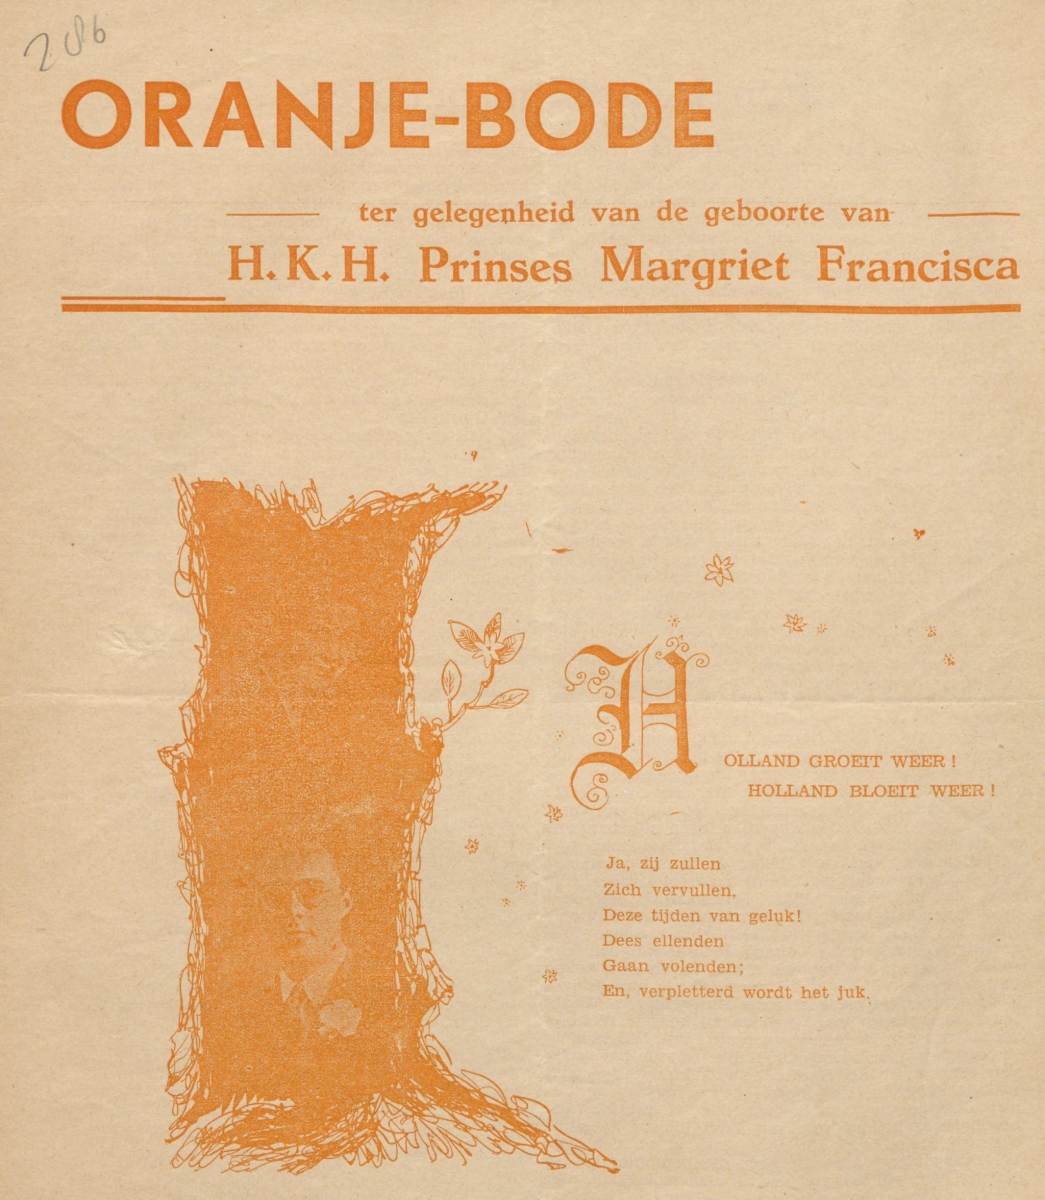 286
ORANJE-BODE
ter gelegenheid van de geboorte van
H. K. H. Prinses Margriet Francisca
HOLLAND GROEIT WEER !
HOLLAND BLOEIT WEER !
Ja, zij zullen
Zich vervullen,
Deze tijden van geluk!
Dees ellenden
Gaan volenden;
En, verpletterd wordt het juk.